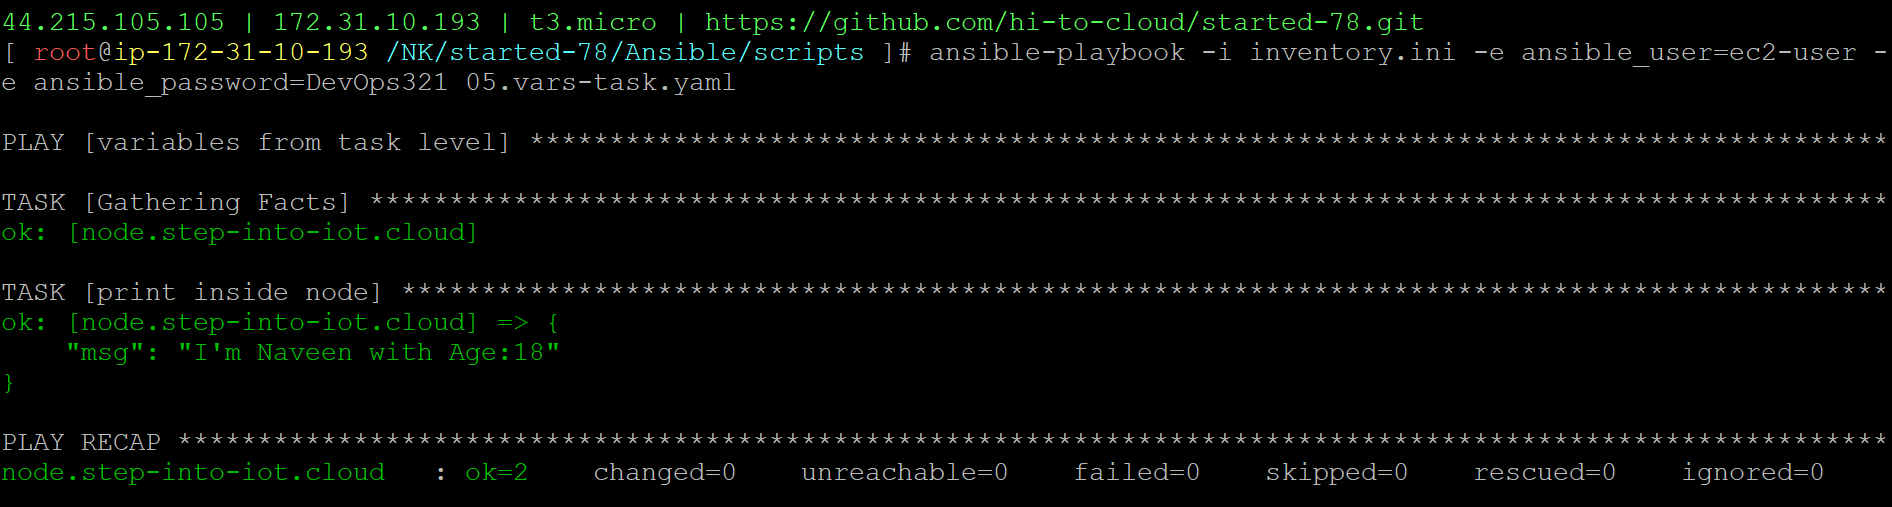 44.215.105.105 | 172.31.10.193 | t3.micro | https://github.com/hi-to-cloud/started-78.git
[ root@ip-172-31-10-193 /NK/started-78/Ansible/scripts ]# ansible-playbook -i inventory.ini -e ansible_user=ec2-user -
e ansible_password=DevOps321 05.vars-task.yaml
PLAY [variables from task level] *************************************************************************************
TASK [Gathering Facts] ***********************************************************************************************
ok: [node.step-into-iot.cloud]
TASK [print inside node] *********************************************************************************************
ok: [node.step-into-iot.cloud] => {
    "msg": "I'm Naveen with Age:18"
}
PLAY RECAP ***********************************************************************************************************
node.step-into-iot.cloud   : ok=2    changed=0    unreachable=0    failed=0    skipped=0    rescued=0    ignored=0